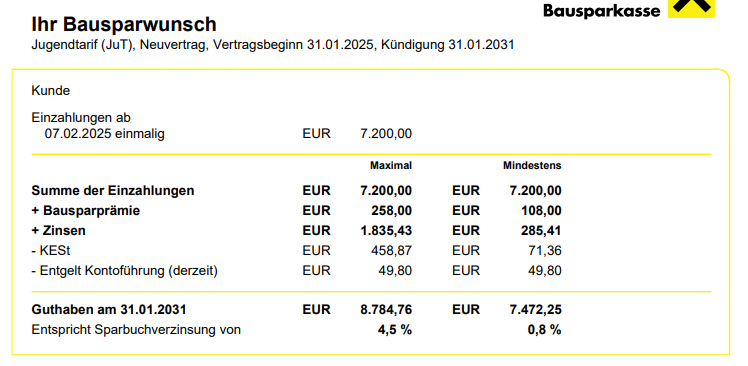 Bausparkasse
Ihr Bausparwunsch
Jugendtarif (JuT), Neuvertrag, Vertragsbeginn 31.01.2025, Kündigung 31.01.2031
Kunde
Einzahlungen ab
07.02.2025 einmalig EUR 7.200,00
Maximal Mindestens
Summe der Einzahlungen EUR 7.200,00 EUR 7.200,00
+ Bausparprämie EUR 258,00 EUR 108,00
+ Zinsen EUR 1.835,43 EUR 285,41
- KESt EUR 458,87 EUR 71,36
- Entgelt Kontoführung (derzeit) EUR 49,80 EUR 49,80
Guthaben am 31.01.2031 EUR 8.784,76 EUR 7.472,25
Entspricht Sparbuchverzinsung von 4,5 % 0,8 %